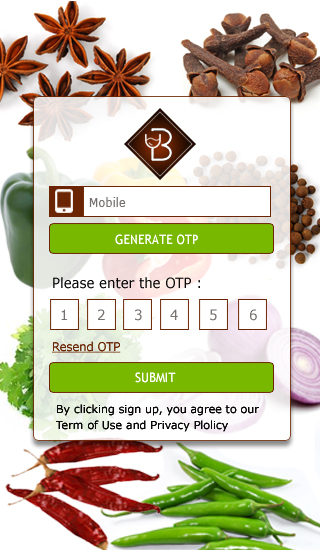 B
Mobile
GENERATE OTP
Please enter the OTP :
1 2 3 4 5 6
Resend OTP
SUBMIT
By clicking sign up, you agree to our
Term of Use and Privacy Plolicy